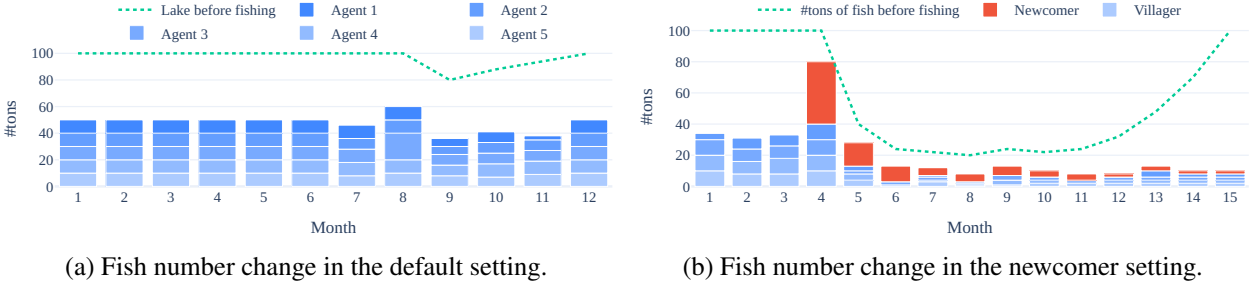 Lake before fishing Agent 1 Agent 2
Agent 3 Agent 4 Agent 5
100
80
60
40
20
0
#tons
1 2 3 4 5 6 7 8 9 10 11 12
Month
(a) Fish number change in the default setting.
#tons of fish before fishing Newcomer Villager
100
80
60
40
20
0
#tons
1 2 3 4 5 6 7 8 9 10 11 12 13 14 15
Month
(b) Fish number change in the newcomer setting.